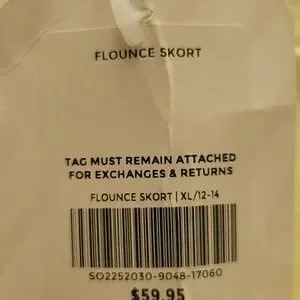 FLOUNCE SKORT
TAG MUST REMAIN ATTACHED
FOR EXCHANGES & RETURNS
FLOUNCE SKORT | XL/12-14
SO2252030-9048-17060
$59.95